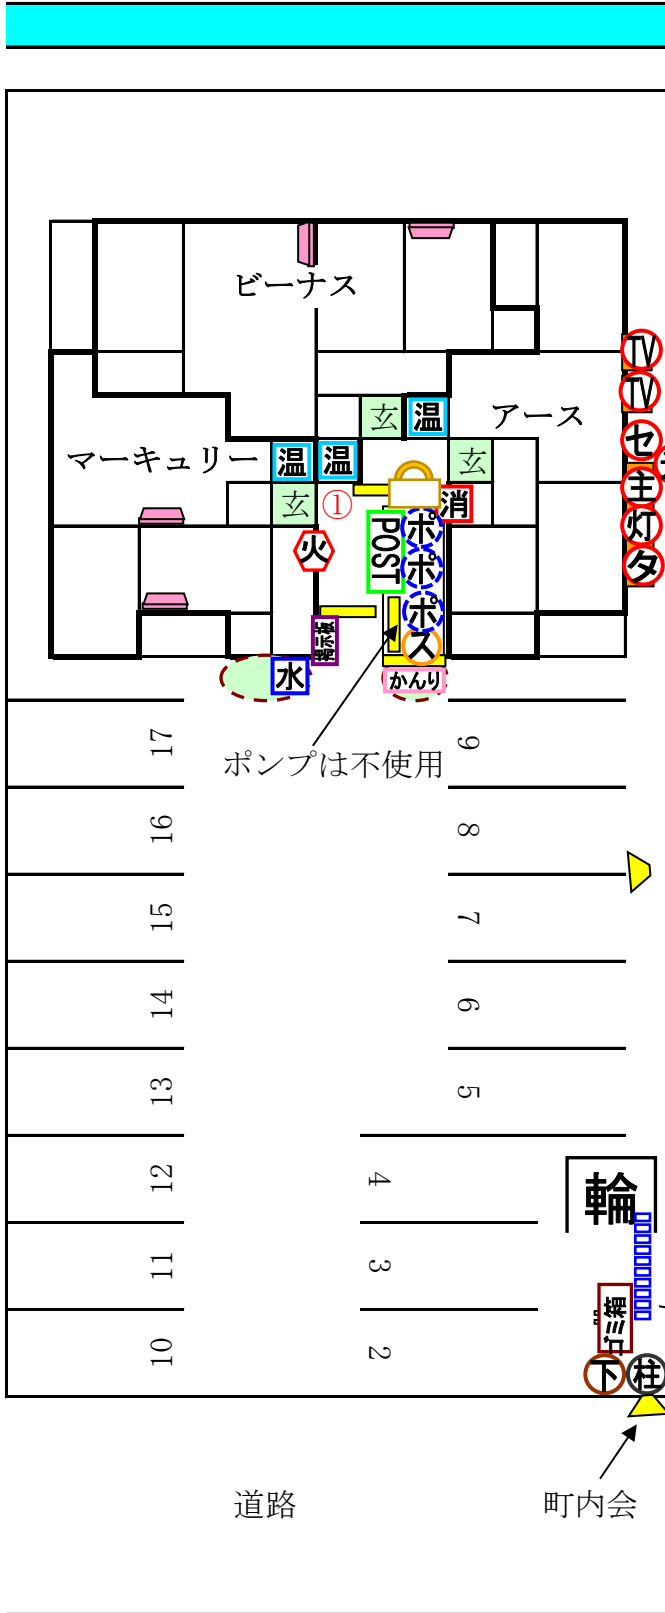 ビーナス
TV
TV
玄
温
アース
セ
マーキュリー
温
温
玄
主
玄
①
消
灯
POST
ポ
火
ポ
タ
ポ
掲示板
ス
水
かんり
17
9
ポンプは不使用
16
8
15
7
14
6
13
5
12
4
輪
11
3
ゴミ箱
10
2
下
柱
道路
町内会